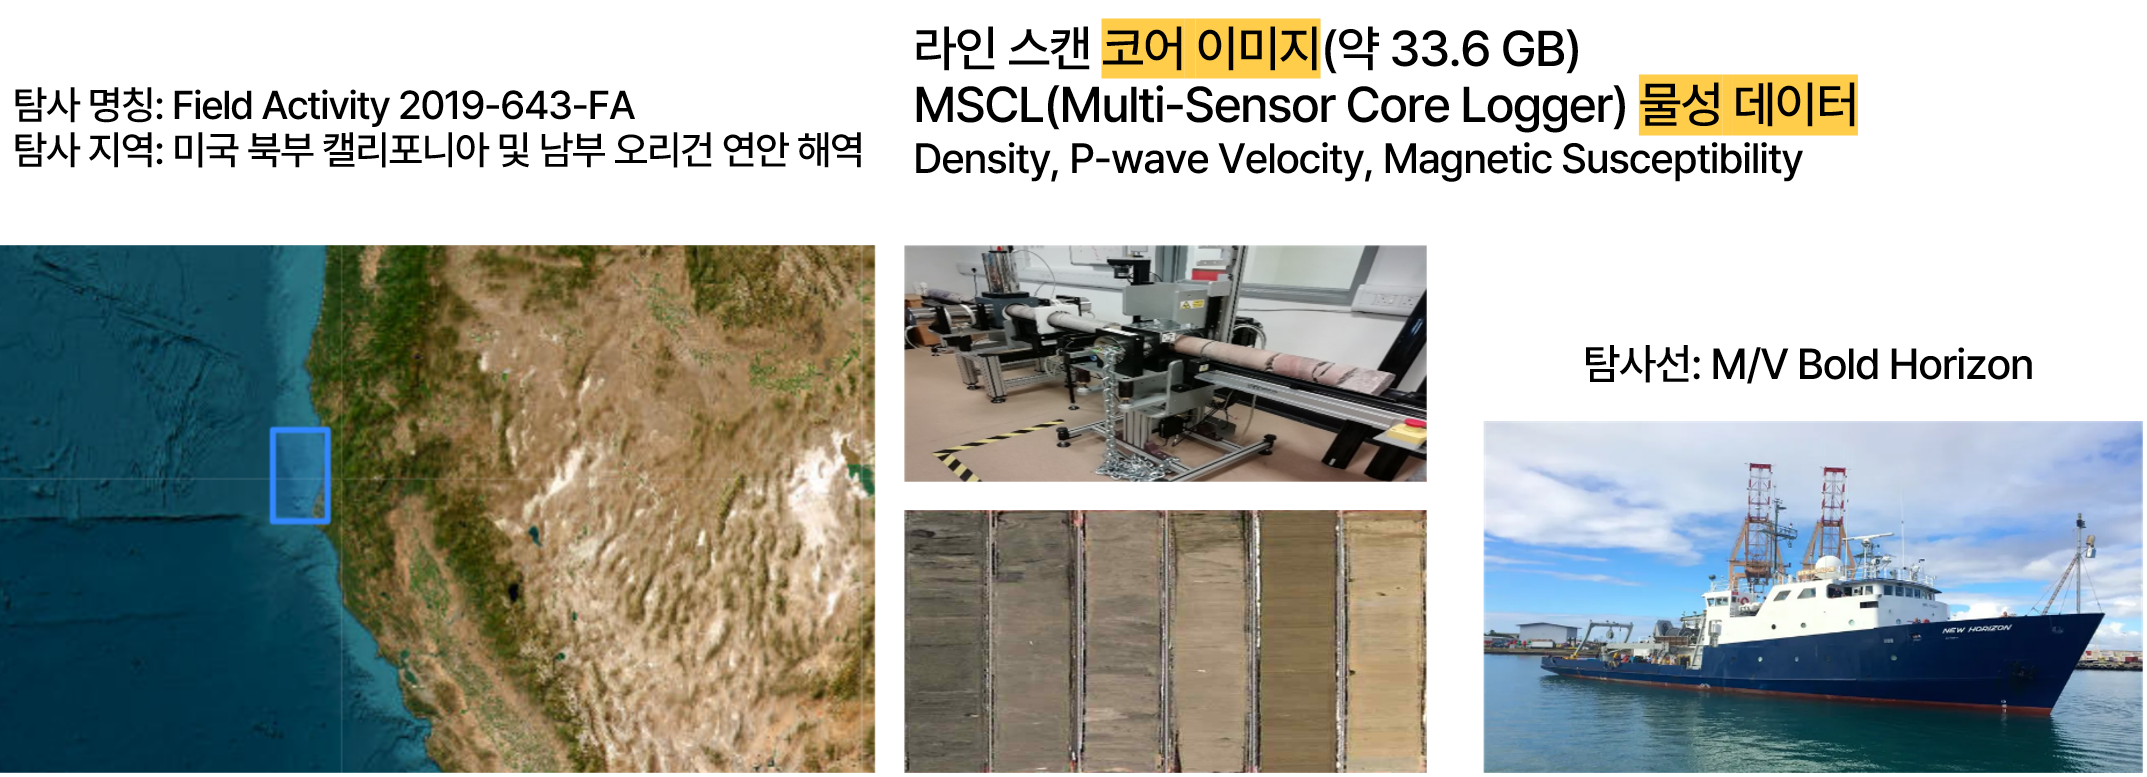 탐사 명칭: Field Activity 2019-643-FA
탐사 지역: 미국 북부 캘리포니아 및 남부 오리건 연안 해역
라인 스캔 코어 이미지(약 33.6 GB)
MSCL(Multi-Sensor Core Logger) 물성 데이터
Density, P-wave Velocity, Magnetic Susceptibility
탐사선: M/V Bold Horizon
NEW HORIZON